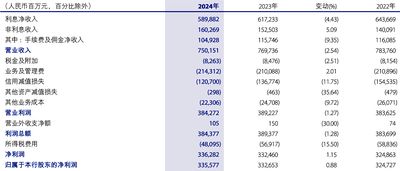 (人民币百万元，百分比除外) 2024年 2023年 变动(%) 2022年
利息净收入 589,882 617,233 (4.43) 643,669
非利息收入 160,269 152,503 5.09 140,091
其中：手续费及佣金净收入 104,928 115,746 (9.35) 116,085
营业收入 750,151 769,736 (2.54) 783,760
税金及附加 (8,263) (8,476) (2.51) (8,154)
业务及管理费 (214,312) (210,088) 2.01 (210,896)
信用减值损失 (120,700) (136,774) (11.75) (154,535)
其他资产减值损失 (298) (463) (35.64) (479)
其他业务成本 (22,306) (24,708) (9.72) (26,071)
营业利润 384,272 389,227 (1.27) 383,625
营业外收支净额 105 150 (30.00) 74
利润总额 384,377 389,377 (1.28) 383,699
所得税费用 (48,095) (56,917) (15.50) (58,836)
净利润 336,282 332,460 1.15 324,863
归属于本行股东的净利润 335,577 332,653 0.88 324,727